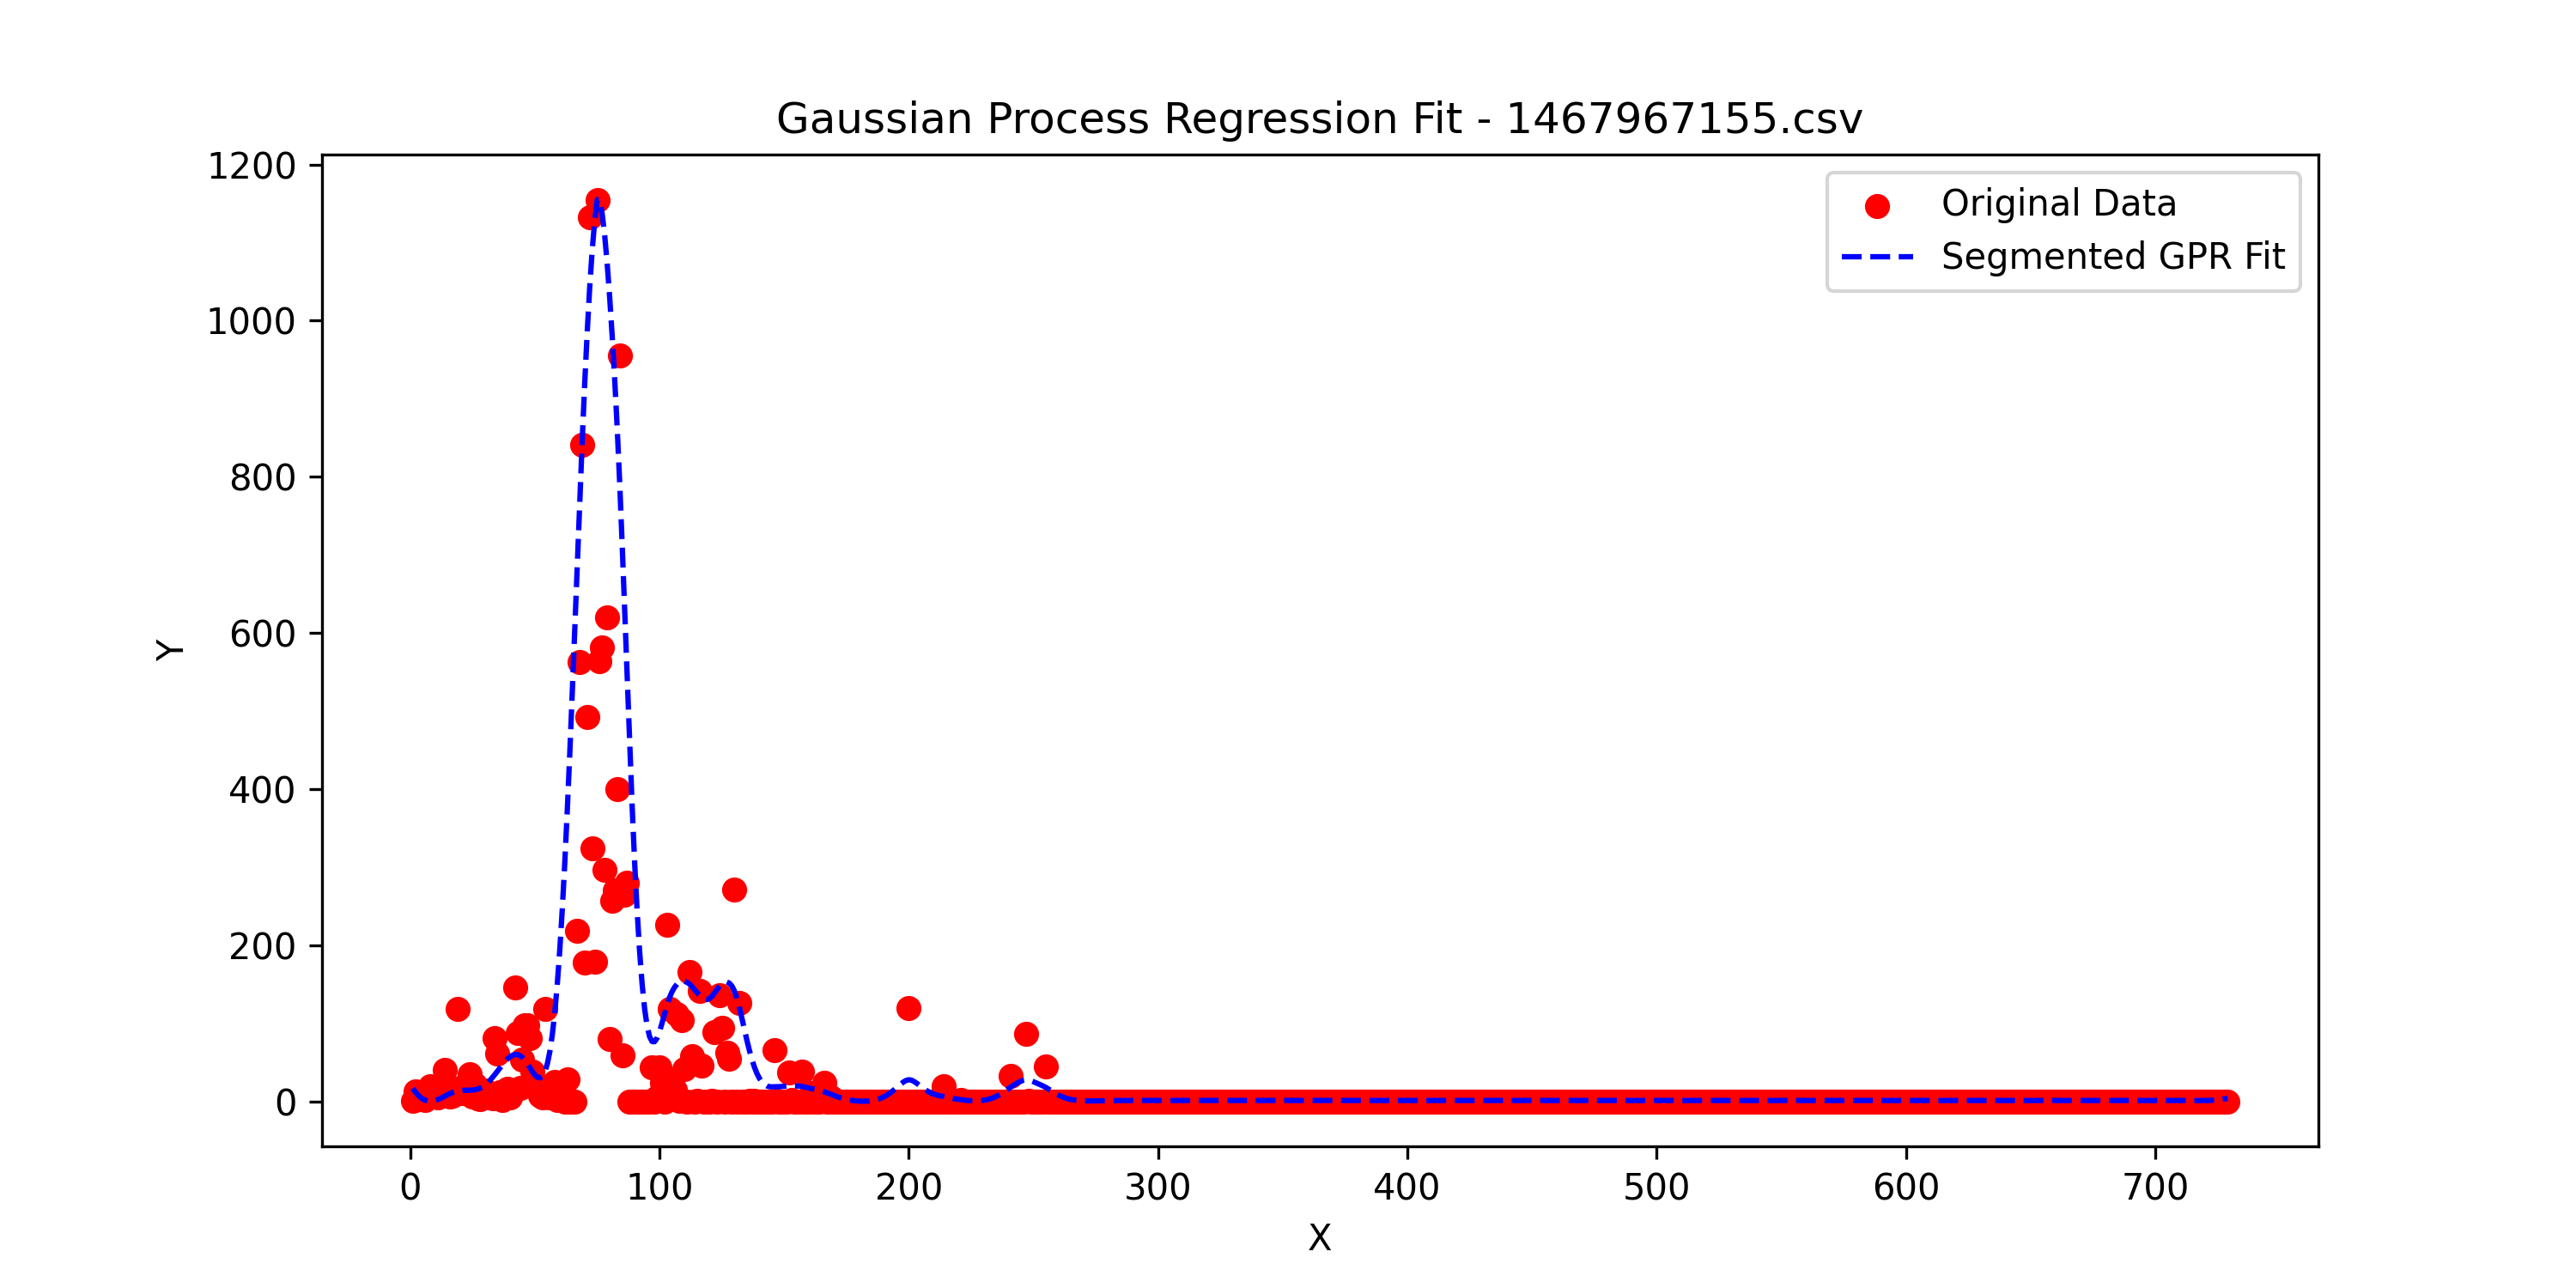 Gaussian Process Regression Fit - 1467967155.csv
1200
1000
800
600
400
200
0
Y
Original Data
Segmented GPR Fit
0 100 200 300 400 500 600 700
X